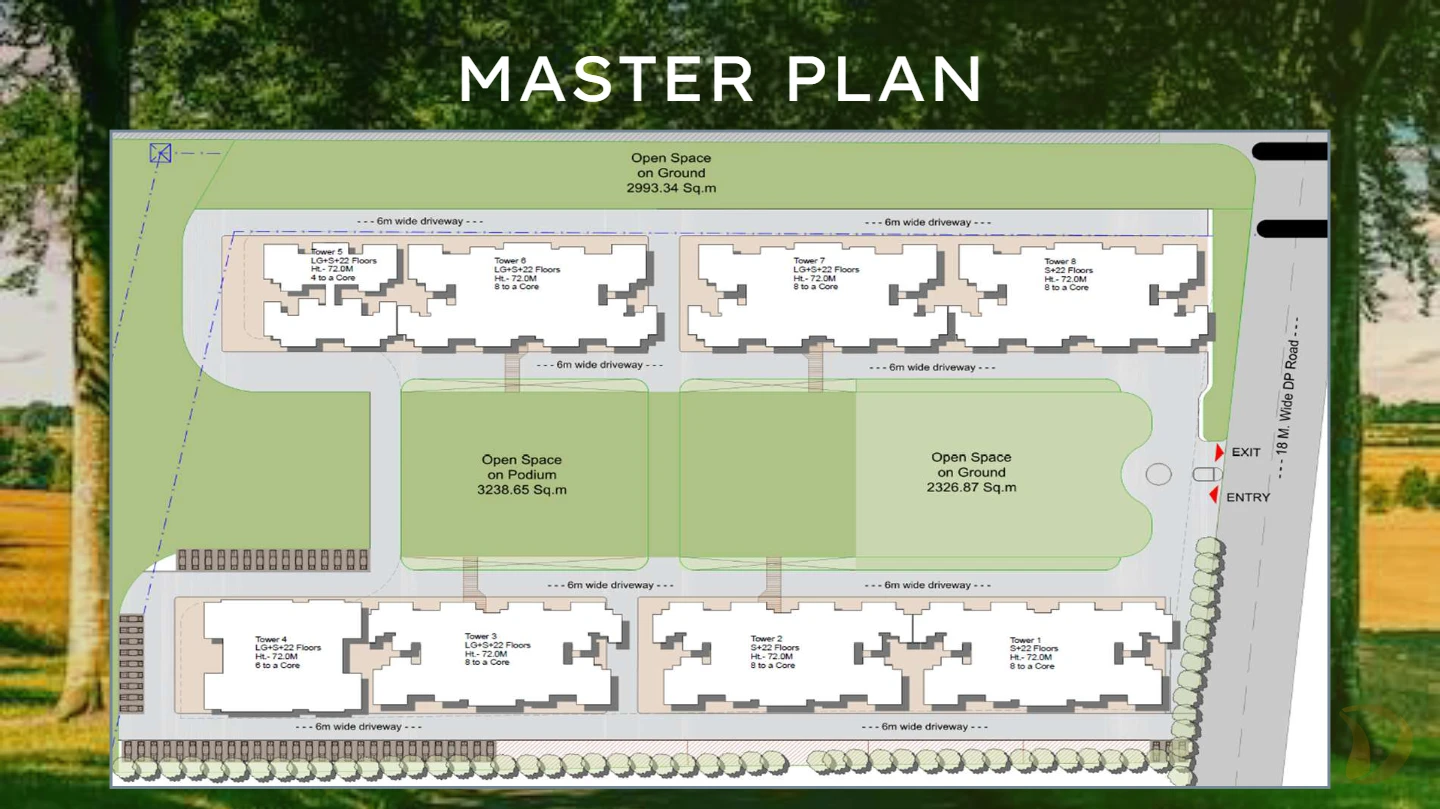 MASTER PLAN
Open Space
on Ground
2993.34 Sq.m
--- 6m wide driveway ---
--- 6m wide driveway ---
Tower 5
LG+S+22 Floors
Ht.- 72.0M
4 to a Core
Tower 6
LG+S+22 Floors
Ht.- 72.0M
8 to a Core
Tower 7
LG+S+22 Floors
Ht.- 72.0M
8 to a Core
Tower 8
S+22 Floors
Ht.- 72.0M
8 to a Core
--- 6m wide driveway ---
--- 6m wide driveway ---
--- 18 M. Wide DP Road ---
Open Space
on Podium
3238.65 Sq.m
Open Space
on Ground
2326.87 Sq.m
EXIT
ENTRY
--- 6m wide driveway ---
--- 6m wide driveway ---
Tower 4
LG+S+22 Floors
Ht.- 72.0M
6 to a Core
Tower 3
LG+S+22 Floors
Ht.- 72.0M
8 to a Core
Tower 2
S+22 Floors
Ht.- 72.0M
8 to a Core
Tower 1
S+22 Floors
Ht.- 72.0M
8 to a Core
--- 6m wide driveway ---
--- 6m wide driveway ---